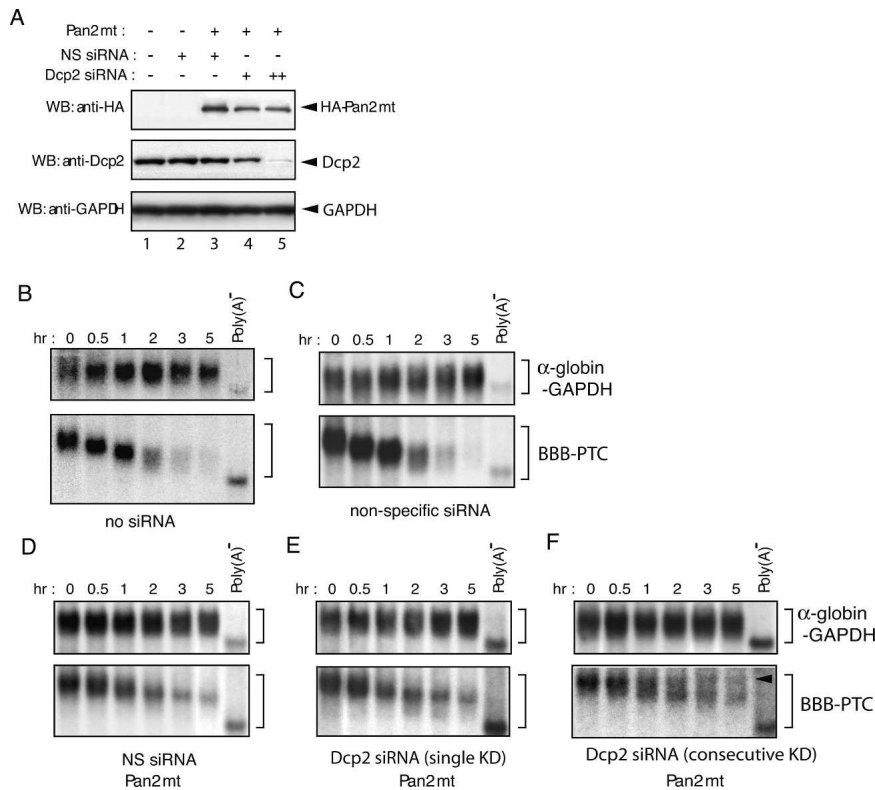 A
Pan2mt : - - + + +
NS siRNA : - + + - -
Dcp2 siRNA : - - - + ++
WB: anti-HA HA-Pan2mt
WB: anti-Dcp2 Dcp2
WB: anti-GAPDH GAPDH
1 2 3 4 5
B
hr : 0 0.5 1 2 3 5 Poly(A)-
no siRNA
C
hr : 0 0.5 1 2 3 5 Poly(A)-
α-globin
-GAPDH
BBB-PTC
non-specific siRNA
D
hr : 0 0.5 1 2 3 5 Poly(A)-
NS siRNA
Pan2mt
E
hr : 0 0.5 1 2 3 5 Poly(A)-
Dcp2 siRNA (single KD)
Pan2mt
F
hr : 0 0.5 1 2 3 5 Poly(A)-
α-globin
-GAPDH
BBB-PTC
Dcp2 siRNA (consecutive KD)
Pan2mt